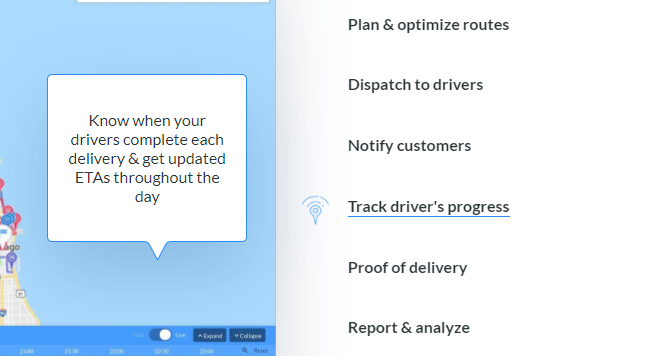 Know when your
drivers complete each
delivery & get updated
ETAs throughout the
day
Live
Expand
Collapse
21:00
21:30
22:00
22:30
23:00
Reset
Plan & optimize routes
Dispatch to drivers
Notify customers
Track driver's progress
Proof of delivery
Report & analyze